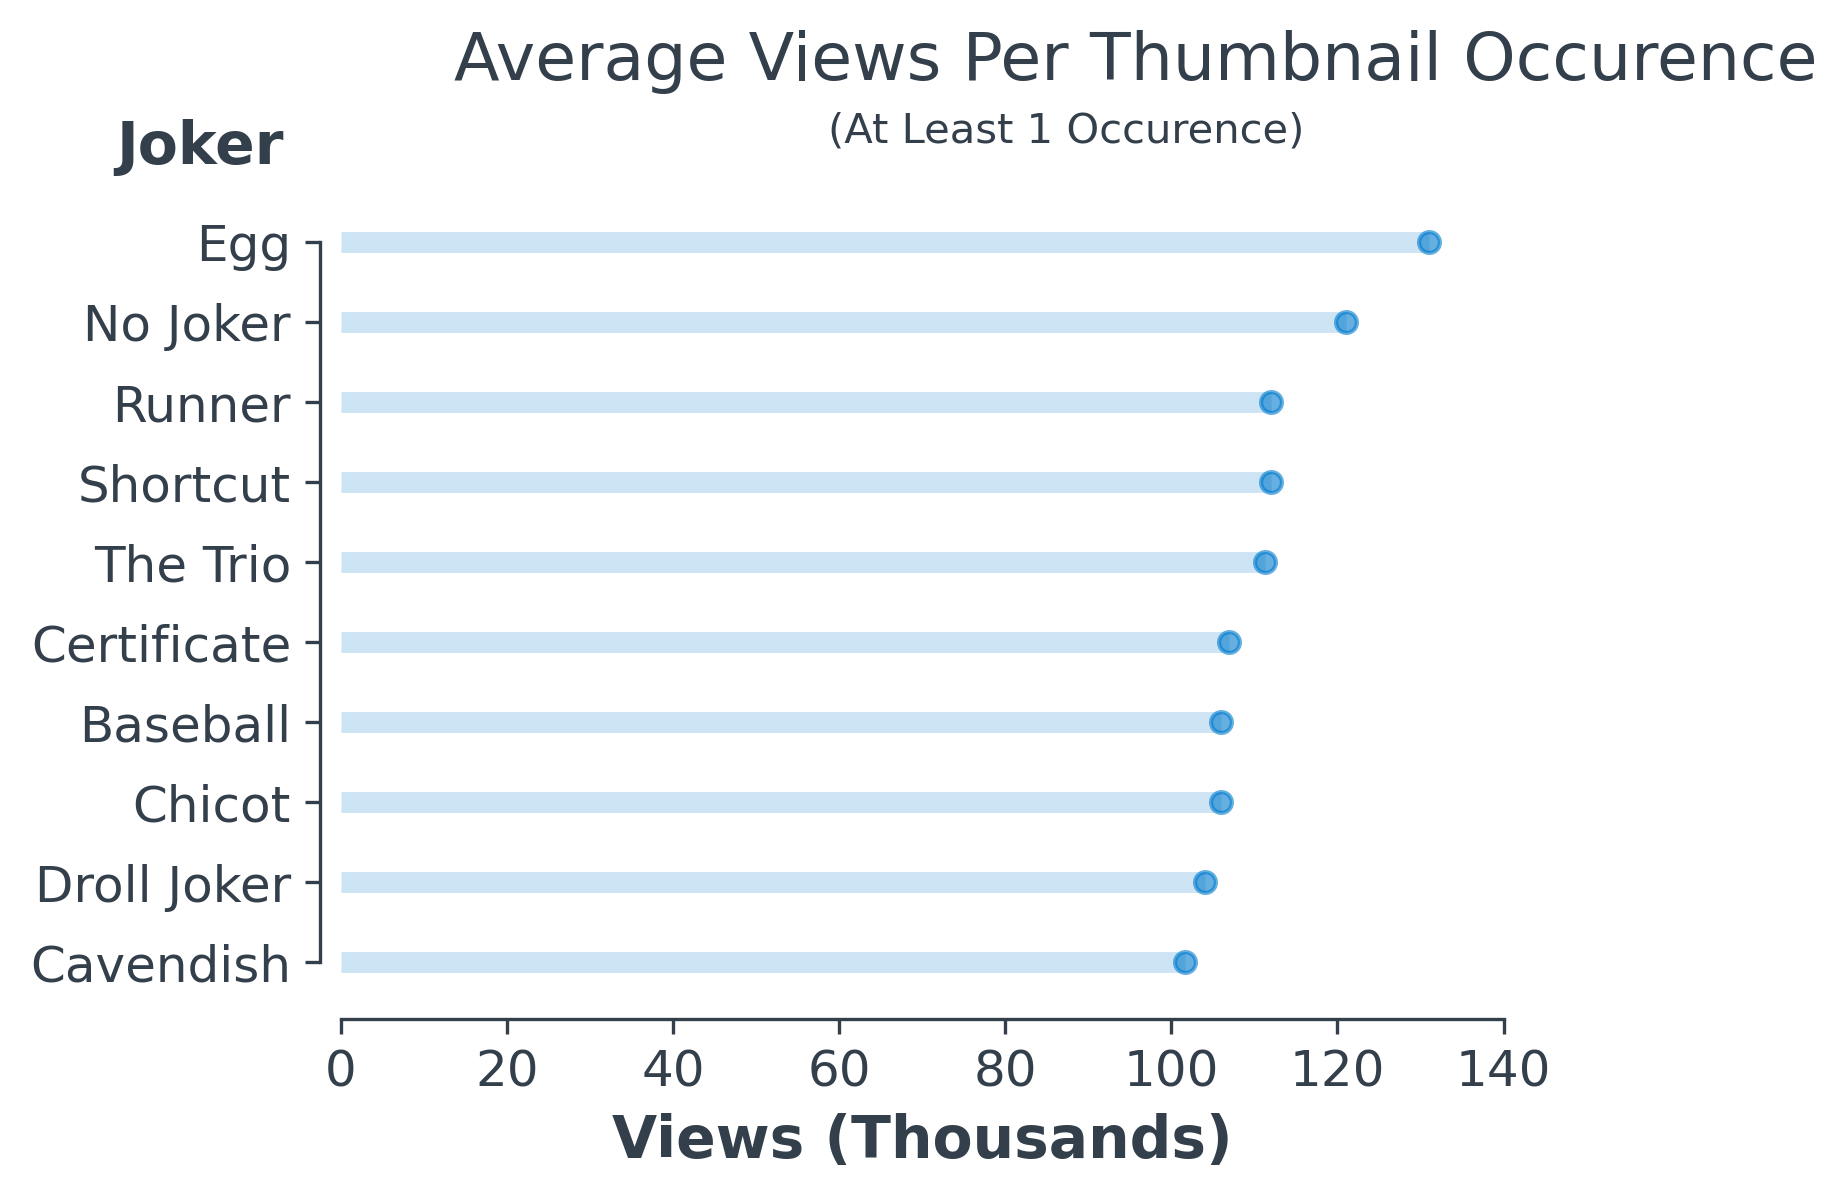 Average Views Per Thumbnail Occurence
(At Least 1 Occurence)
Joker
Egg
No Joker
Runner
Shortcut
The Trio
Certificate
Baseball
Chicot
Droll Joker
Cavendish
0 20 40 60 80 100 120 140
Views (Thousands)